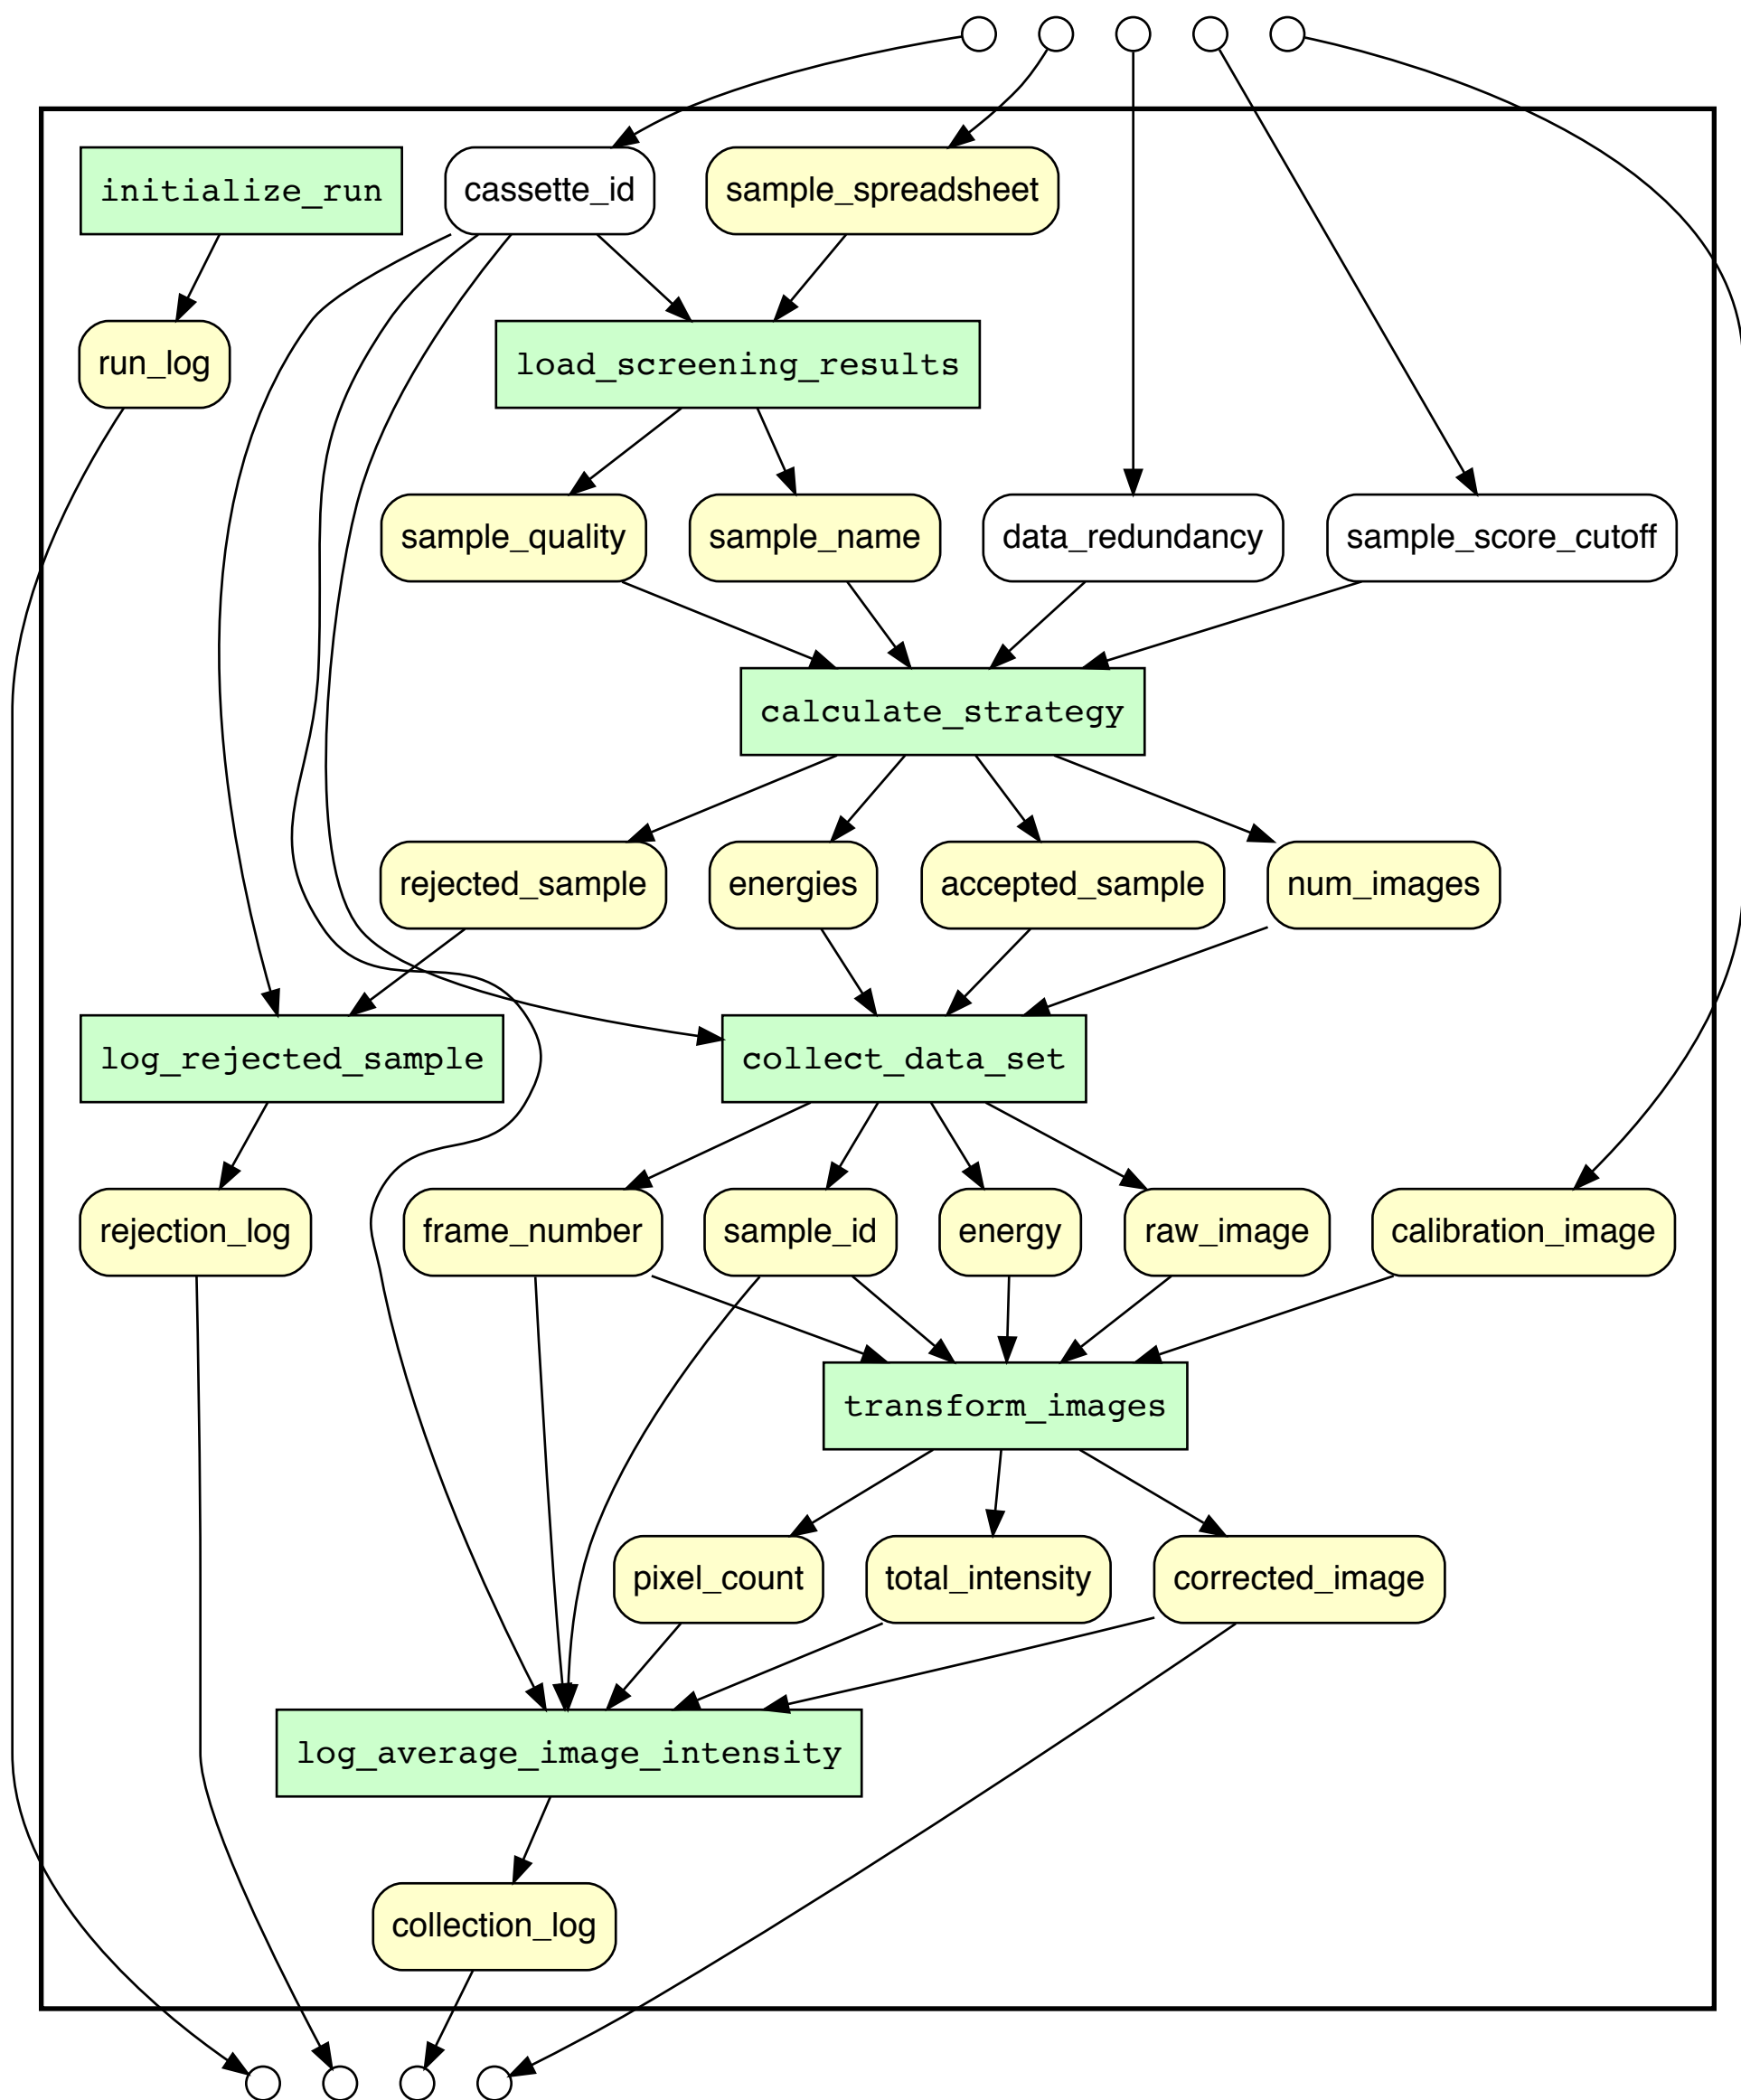 initialize_run
cassette_id
sample_spreadsheet
run_log
load_screening_results
sample_quality
sample_name
data_redundancy
sample_score_cutoff
calculate_strategy
rejected_sample
energies
accepted_sample
num_images
log_rejected_sample
collect_data_set
rejection_log
frame_number
sample_id
energy
raw_image
calibration_image
transform_images
pixel_count
total_intensity
corrected_image
log_average_image_intensity
collection_log